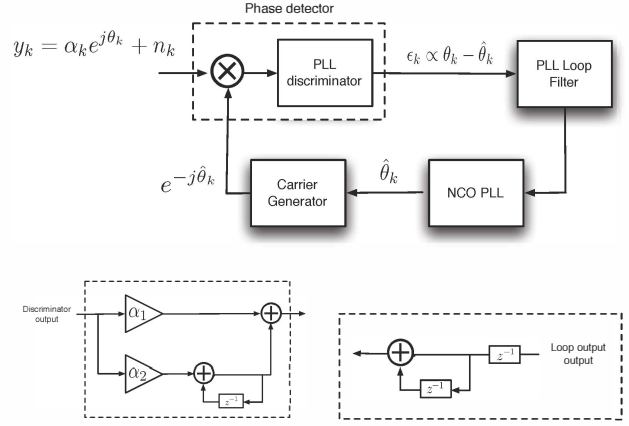 Phase detector
y_k = α_k e^{jθ_k} + n_k
PLL
discriminator
ϵ_k ∝ θ_k − θ̂_k
PLL Loop
Filter
e^{−jθ̂_k}
Carrier
Generator
θ̂_k
NCO PLL
Discriminator
output
α_1
α_2
z^{−1}
z^{−1}
z^{−1}
Loop output
output